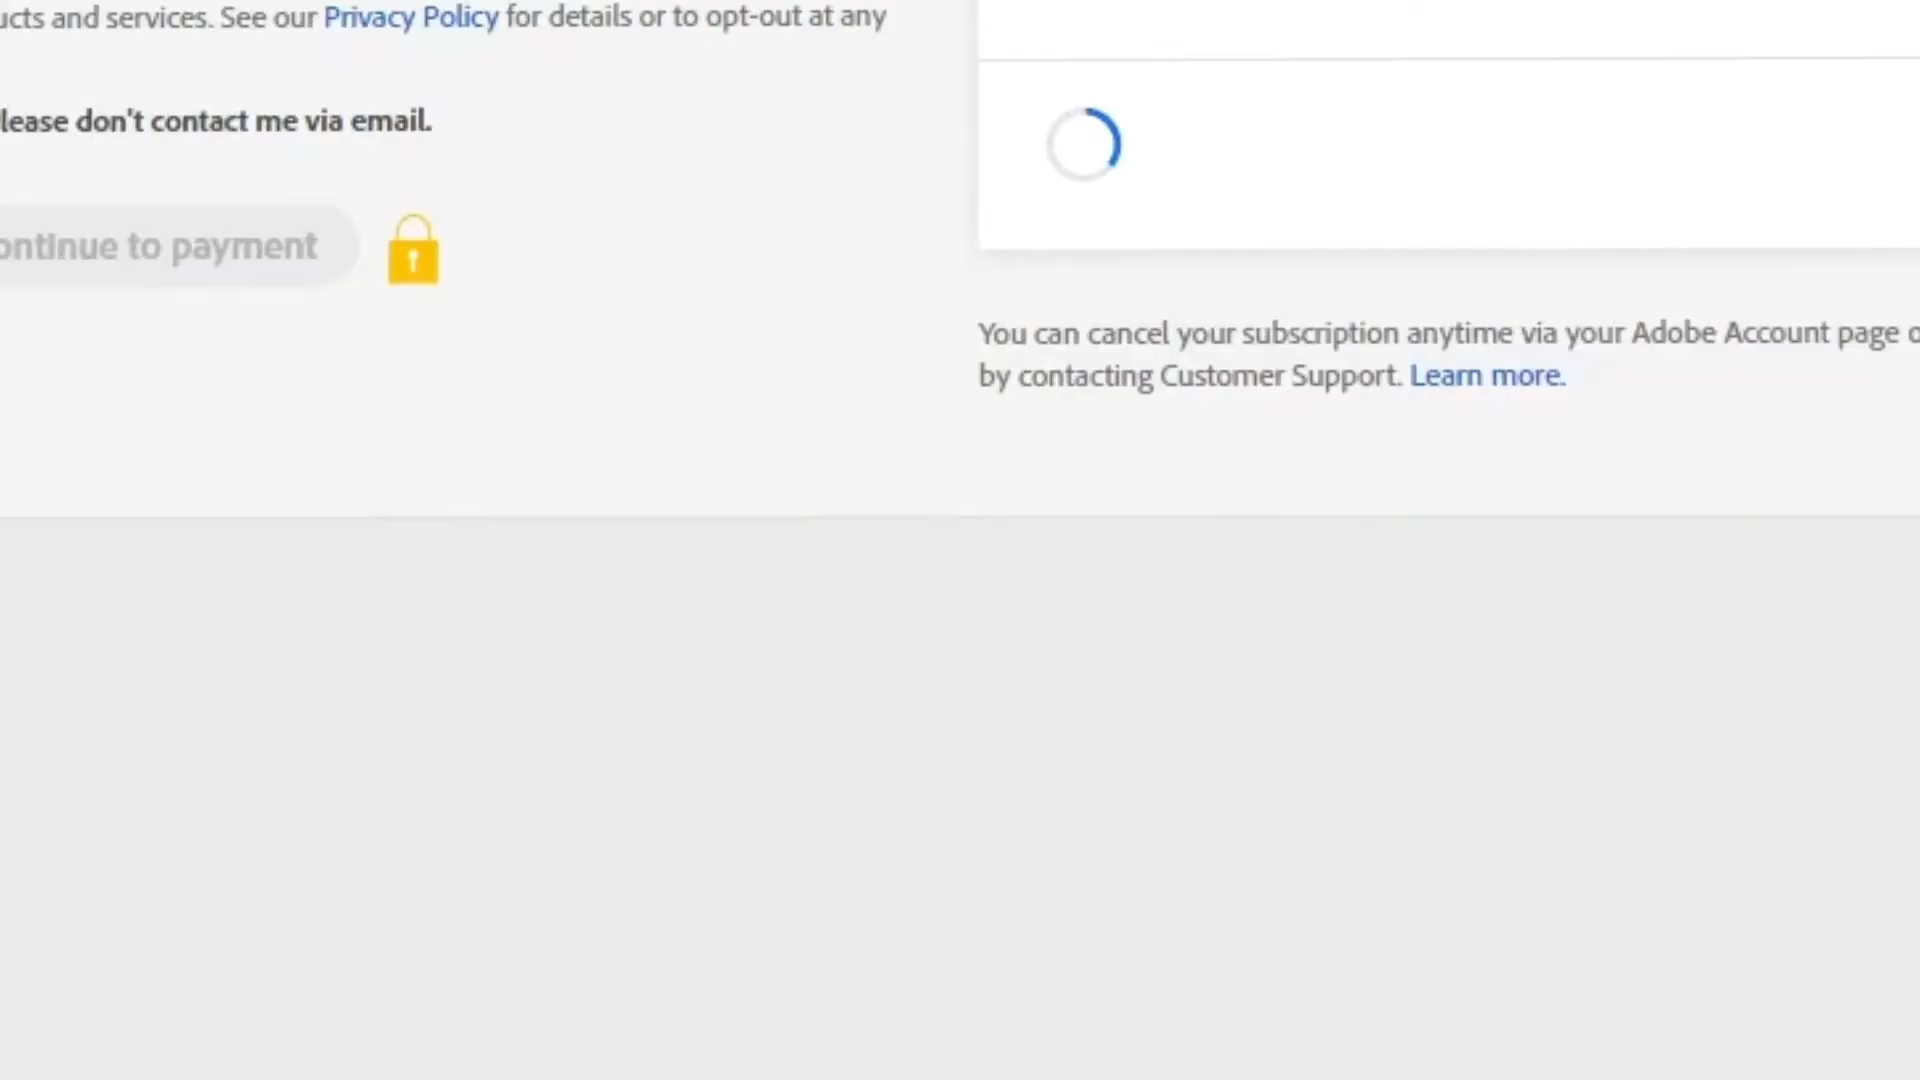 ucts and services. See our Privacy Policy for details or to opt-out at any
lease don't contact me via email.
ontinue to payment
You can cancel your subscription anytime via your Adobe Account page o
by contacting Customer Support. Learn more.